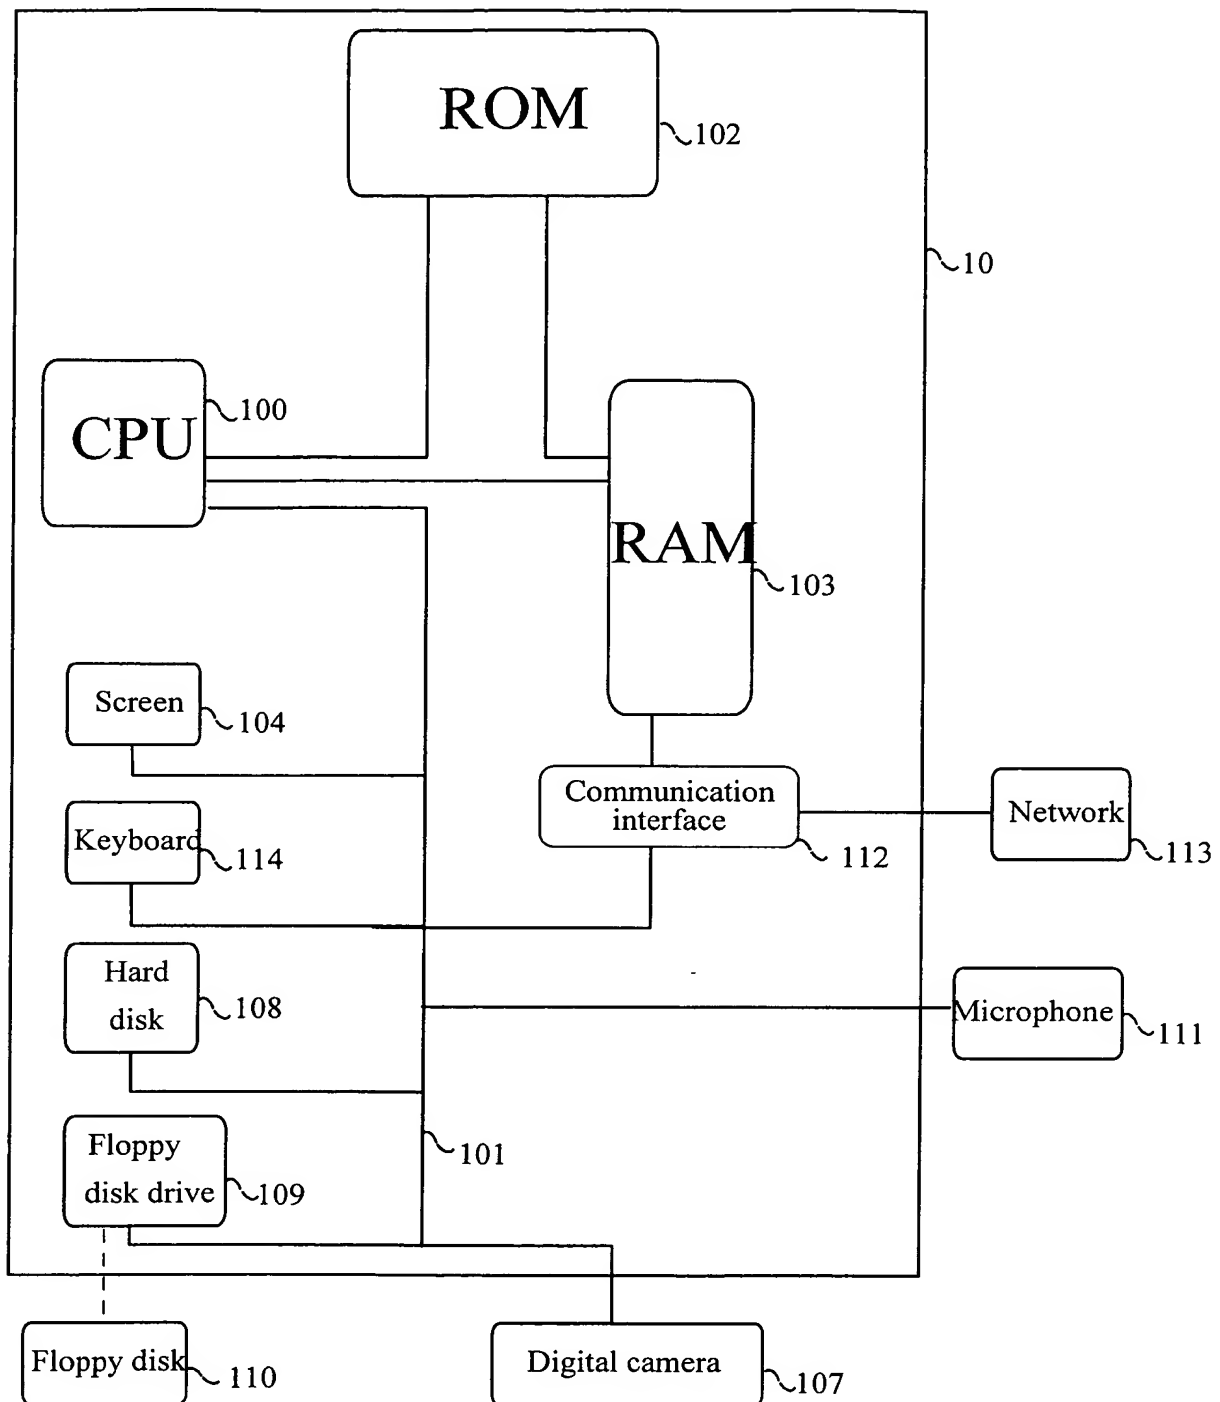 ROM
102
10
CPU
100
RAM
103
Screen
104
Communication
interface
112
Network
113
Keyboard
114
Hard
disk
108
Microphone
111
101
Floppy
disk drive
109
Floppy disk
110
Digital camera
107